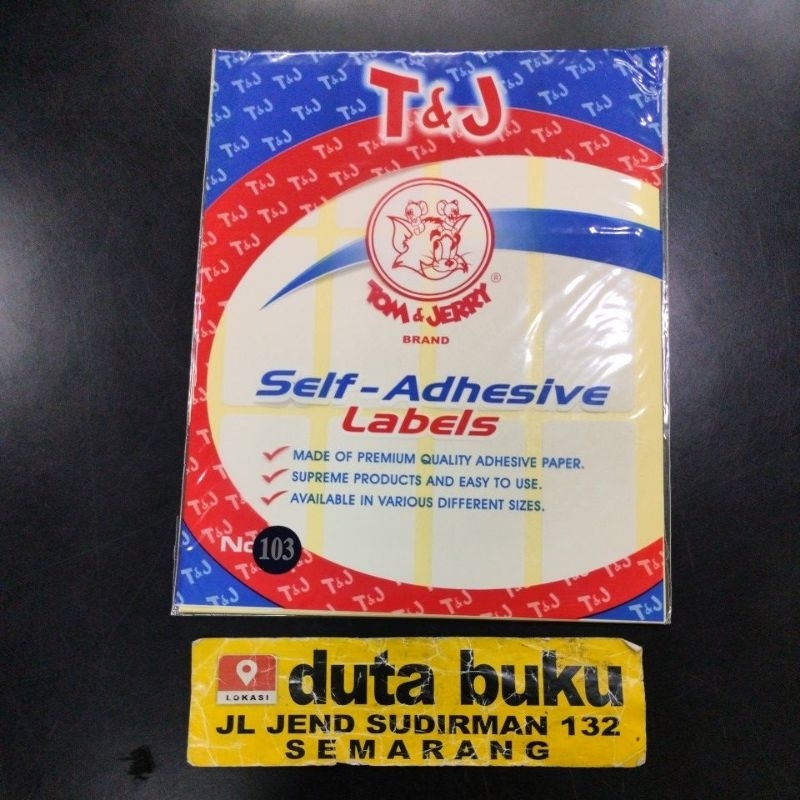 T&J
TOM & JERRY ®
BRAND
Self-Adhesive
Labels
MADE OF PREMIUM QUALITY ADHESIVE PAPER.
SUPREME PRODUCTS AND EASY TO USE.
AVAILABLE IN VARIOUS DIFFERENT SIZES.
No 103
LOKASI
duta buku
JL JEND SUDIRMAN 132
SEMARANG